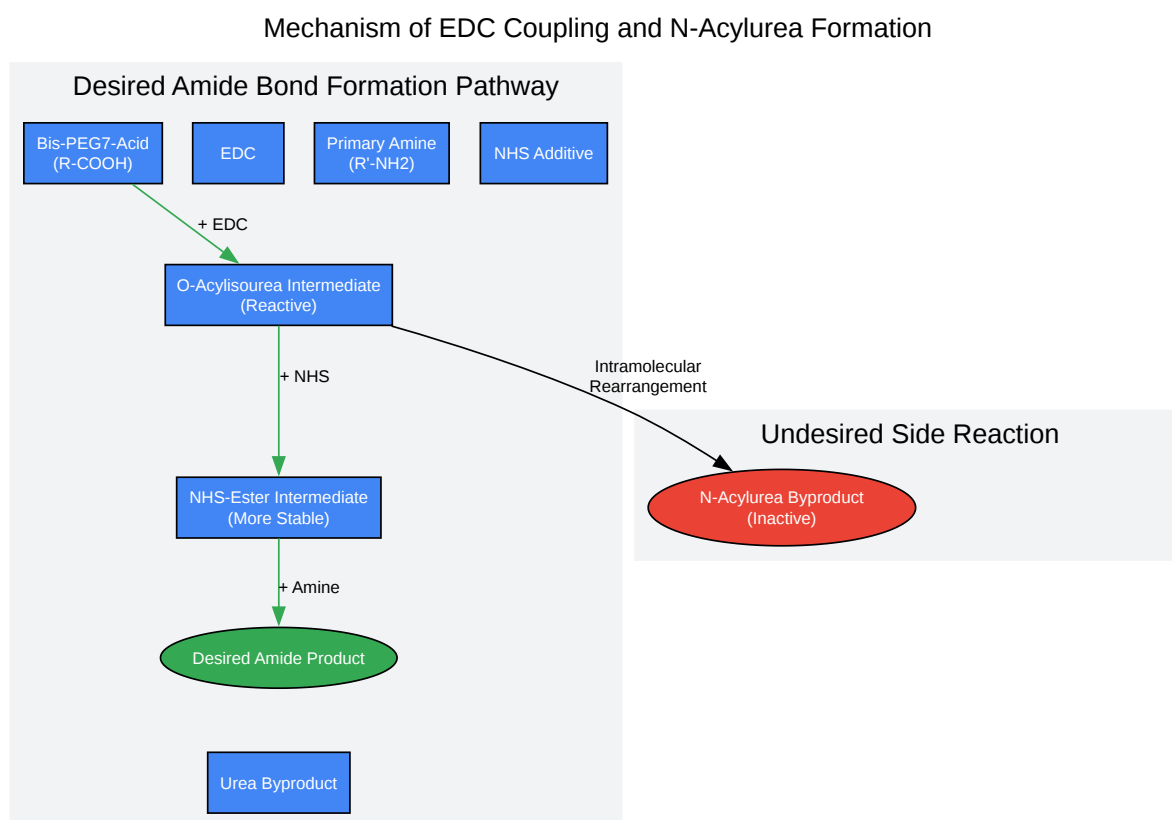 Mechanism of EDC Coupling and N-Acylurea Formation
Desired Amide Bond Formation Pathway
Bis-PEG7-Acid
(R-COOH)
EDC
Primary Amine
(R'-NH2)
NHS Additive
+ EDC
O-Acylisourea Intermediate
(Reactive)
+ NHS
Intramolecular
Rearrangement
Undesired Side Reaction
NHS-Ester Intermediate
(More Stable)
N-Acylurea Byproduct
(Inactive)
+ Amine
Desired Amide Product
Urea Byproduct